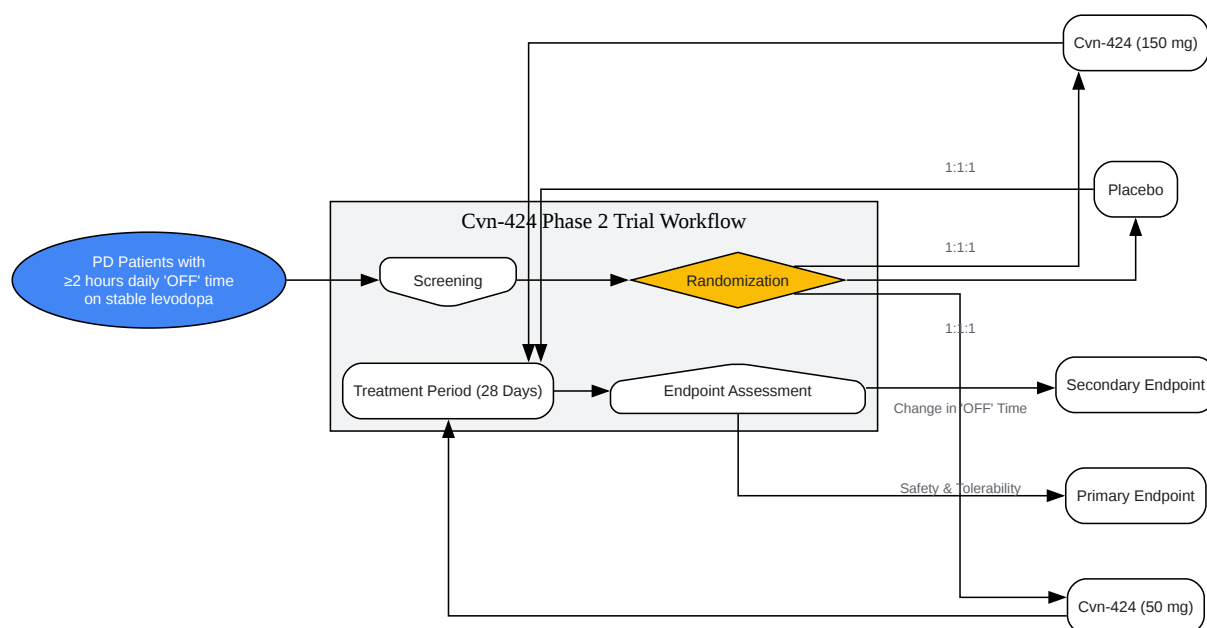 Cvn-424 (150 mg)
1:1:1
Placebo
Cvn-424 Phase 2 Trial Workflow
PD Patients with
≥2 hours daily 'OFF' time
on stable levodopa
Screening
Randomization
1:1:1
1:1:1
Treatment Period (28 Days)
Endpoint Assessment
Secondary Endpoint
Change in 'OFF' Time
Safety & Tolerability
Primary Endpoint
Cvn-424 (50 mg)